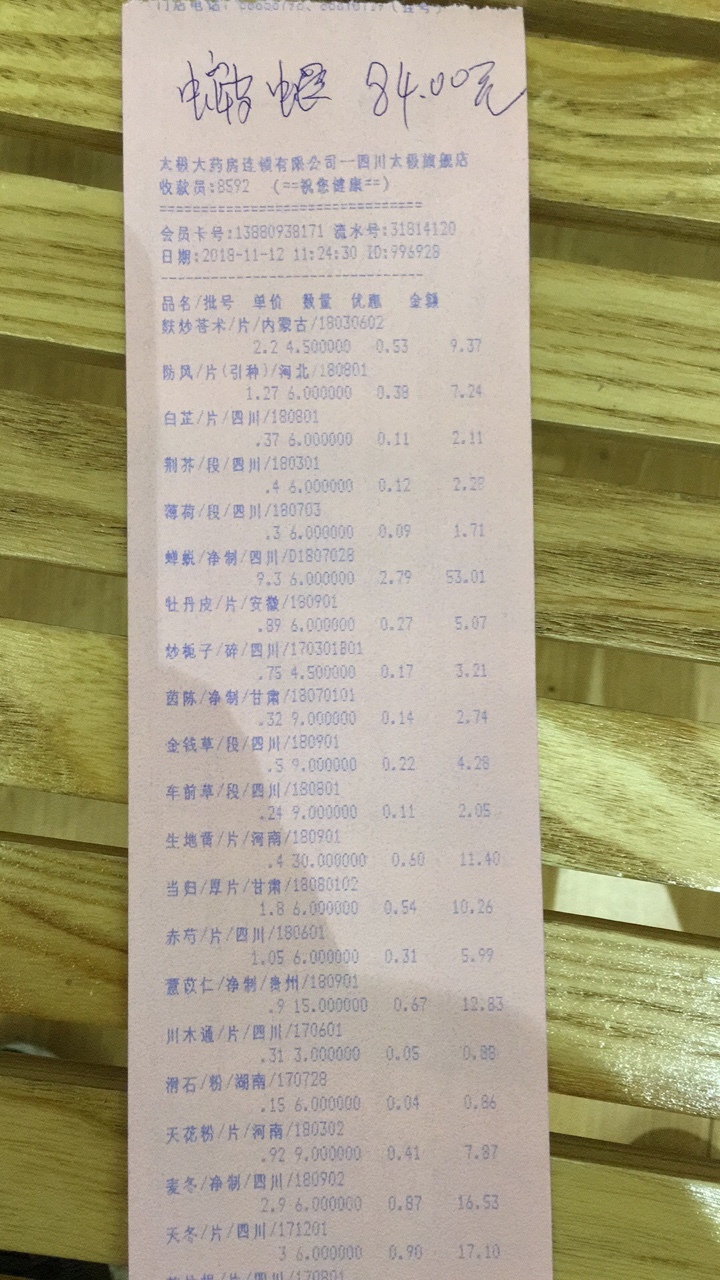 84.00元
太极大药房连锁有限公司--四川太极旗舰店
收款员:8592 (==祝您健康==)
==============================
会员卡号:13880938171 流水号:31814120
日期:2018-11-12 11:24:30 ID:996928
------------------------------
品名/批号 单价 数量 优惠 金额
麸炒苍术/片/内蒙古/18030602
2.2 4.500000 0.53 9.37
防风/片(引种)/河北/180801
1.27 6.000000 0.38 7.24
白芷/片/四川/180801
.37 6.000000 0.11 2.11
荆芥/段/四川/180301
.4 6.000000 0.12 2.28
薄荷/段/四川/180703
.3 6.000000 0.09 1.71
蝉蜕/净制/四川/D1807028
9.3 6.000000 2.79 53.01
牡丹皮/片/安徽/180901
.89 6.000000 0.27 5.07
炒栀子/碎/四川/170301B01
.75 4.500000 0.17 3.21
茵陈/净制/甘肃/18070101
.32 9.000000 0.14 2.74
金钱草/段/四川/180901
.5 9.000000 0.22 4.28
车前草/段/四川/180801
.24 9.000000 0.11 2.05
生地黄/片/河南/180901
.4 30.000000 0.60 11.40
当归/厚片/甘肃/18080102
1.8 6.000000 0.54 10.26
赤芍/片/四川/180601
1.05 6.000000 0.31 5.99
薏苡仁/净制/贵州/180901
.9 15.000000 0.67 12.83
川木通/片/四川/170601
.31 3.000000 0.05 0.88
滑石/粉/湖南/170728
.15 6.000000 0.04 0.86
天花粉/片/河南/180302
.92 9.000000 0.41 7.87
麦冬/净制/四川/180902
2.9 6.000000 0.87 16.53
天冬/片/四川/171201
3 6.000000 0.90 17.10